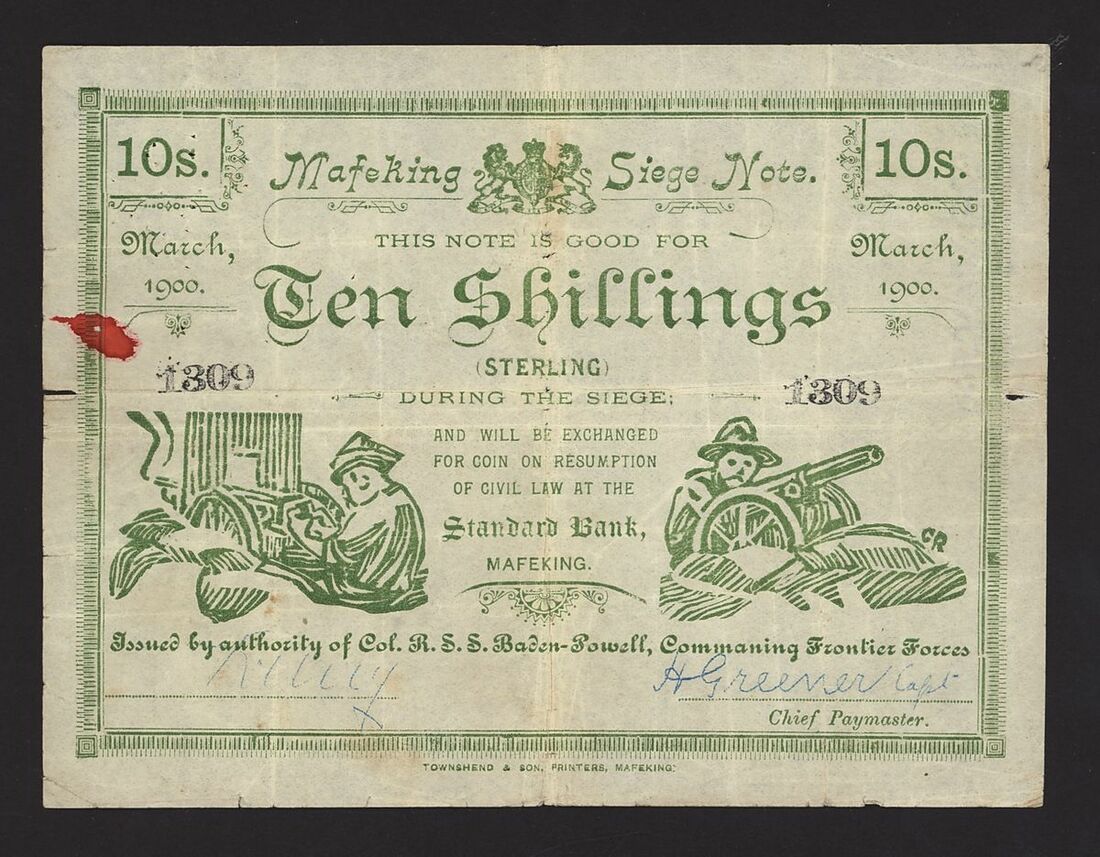 10s. Mafeking Siege Note. 10s.
March, 1900.
THIS NOTE IS GOOD FOR
March, 1900.
Ten Shillings
(STERLING)
1309
1309
DURING THE SIEGE;
AND WILL BE EXCHANGED
FOR COIN ON RESUMPTION
OF CIVIL LAW AT THE
Standard Bank,
MAFEKING.
CR
Issued by authority of Col. R. S. S. Baden-Powell, Commaning Frontier Forces
H Greener Capt
Chief Paymaster.
TOWNSHEND & SON, PRINTERS, MAFEKING.